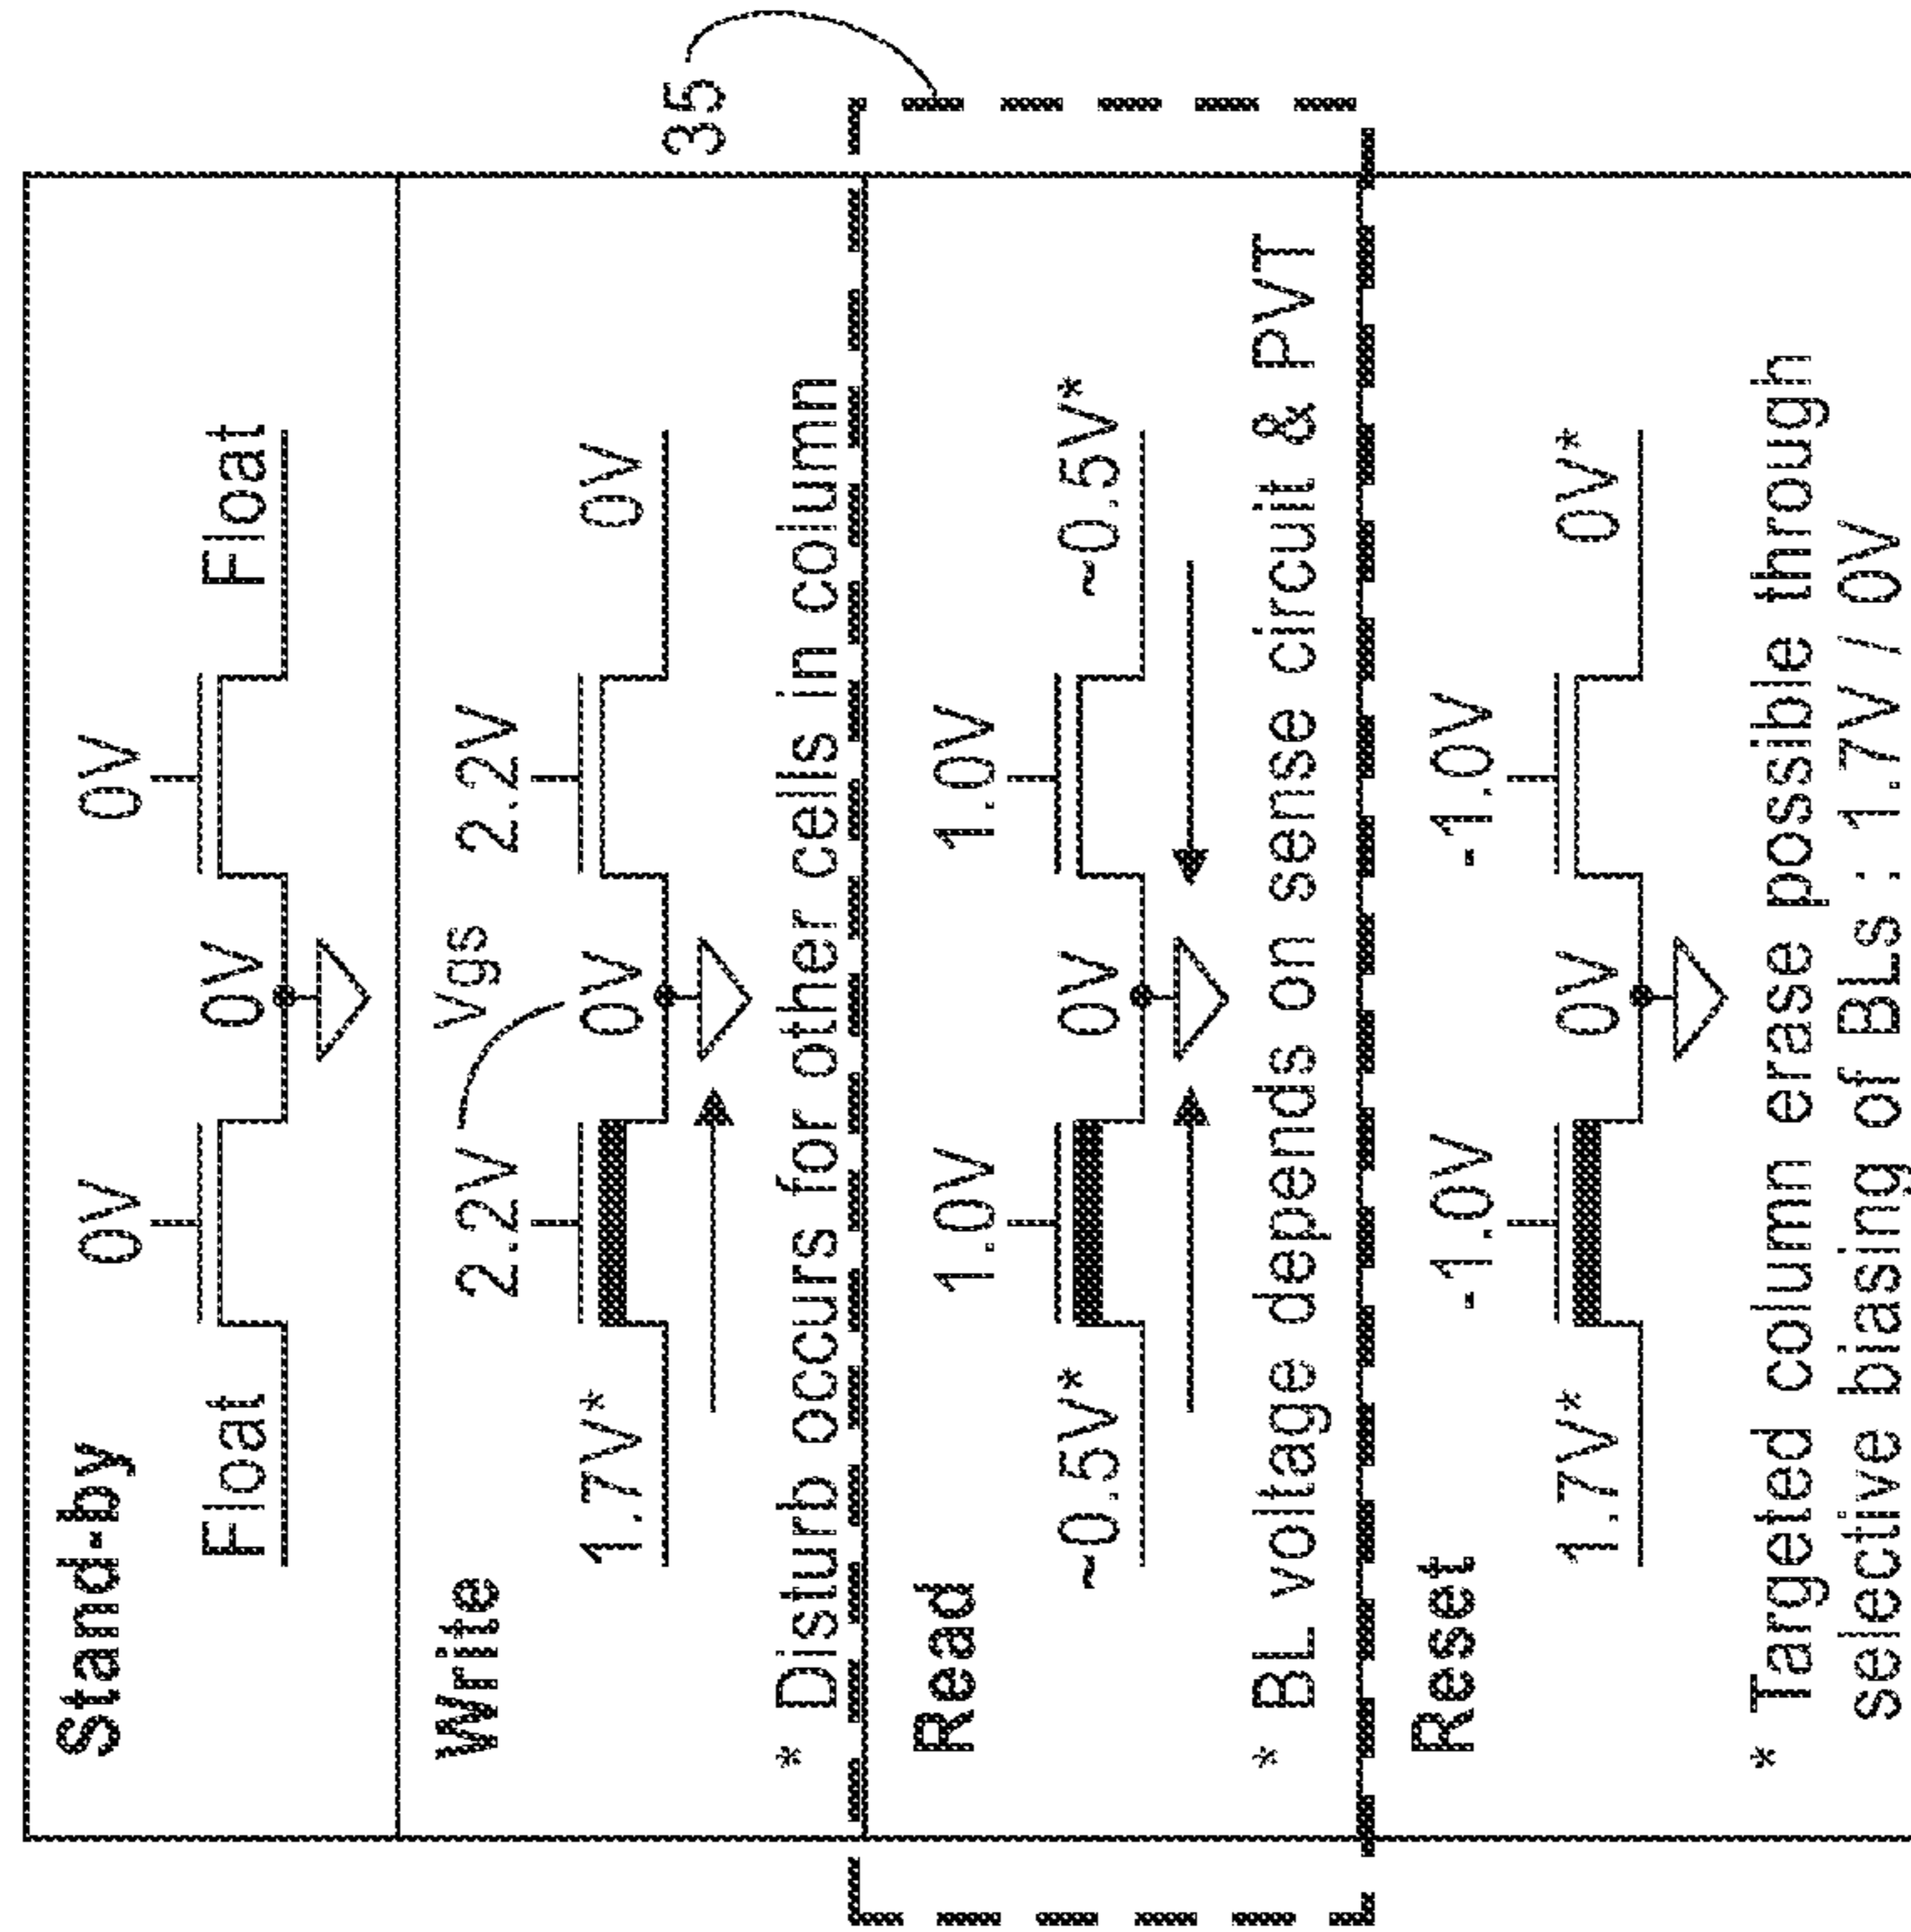 35
Stand-by
0V 0V
Float 0V Float
Write
2.2V Vgs 2.2V
1.7V* 0V 0V
* Disturb occurs for other cells in column
Read
1.0V 1.0V
~0.5V* 0V ~0.5V*
* BL voltage depends on sense circuit & PVT
Reset
-1.0V -1.0V
1.7V* 0V 0V*
* Targeted column erase possible through
selective biasing of BLs : 1.7V / 0V